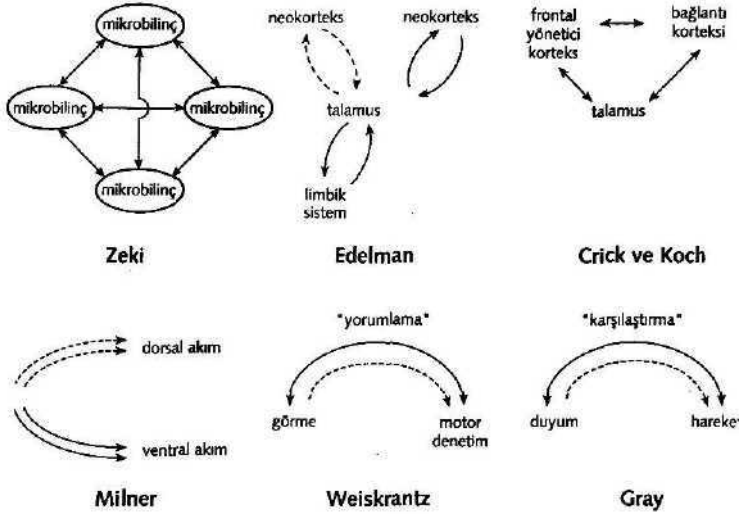 mikrobilinç
mikrobilinç
mikrobilinç
mikrobilinç
Zeki
neokorteks
neokorteks
talamus
limbik
sistem
Edelman
frontal
yönetici
korteks
bağlantı
korteksi
talamus
Crick ve Koch
dorsal akım
ventral akım
Milner
"yorumlama"
görme
motor
denetim
Weiskrantz
"karşılaştırma"
duyum
hareket
Gray